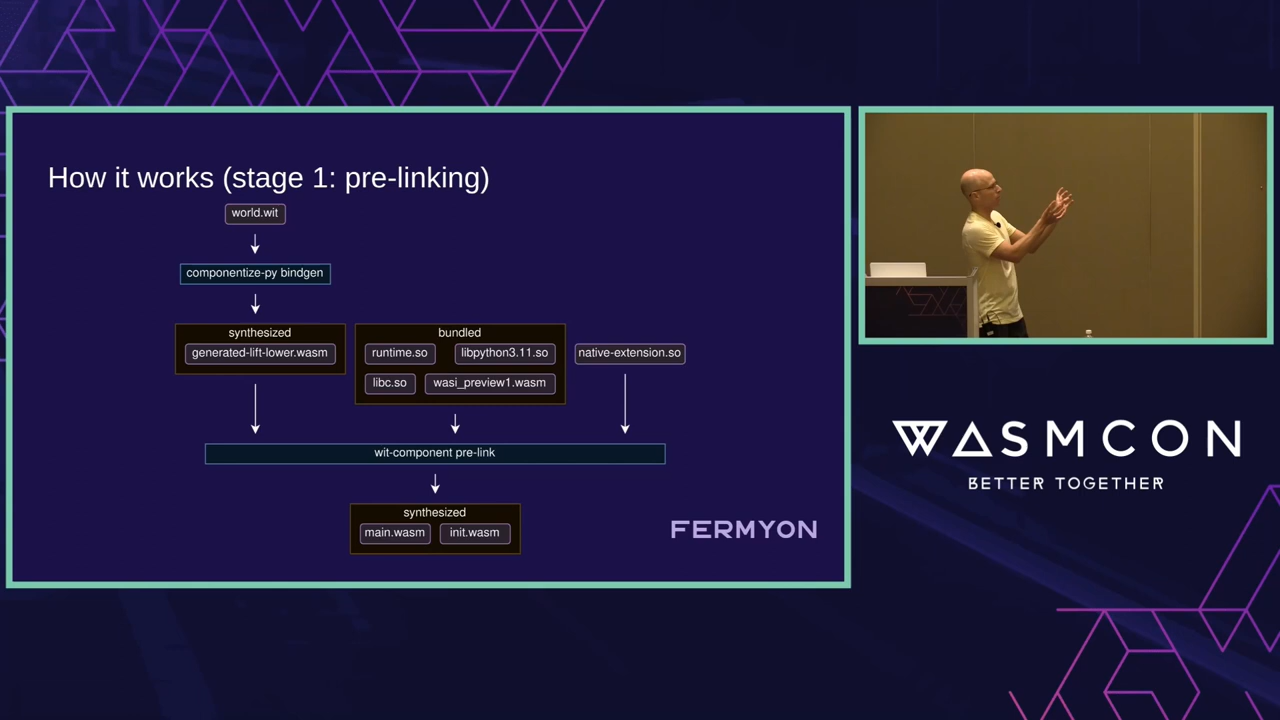 How it works (stage 1: pre-linking)
world.wit
componentize-py bindgen
synthesized
generated-lift-lower.wasm
bundled
runtime.so
libpython3.11.so
libc.so
wasi_preview1.wasm
native-extension.so
wit-component pre-link
synthesized
main.wasm
init.wasm
FERMYON
WASMCON
BETTER TOGETHER